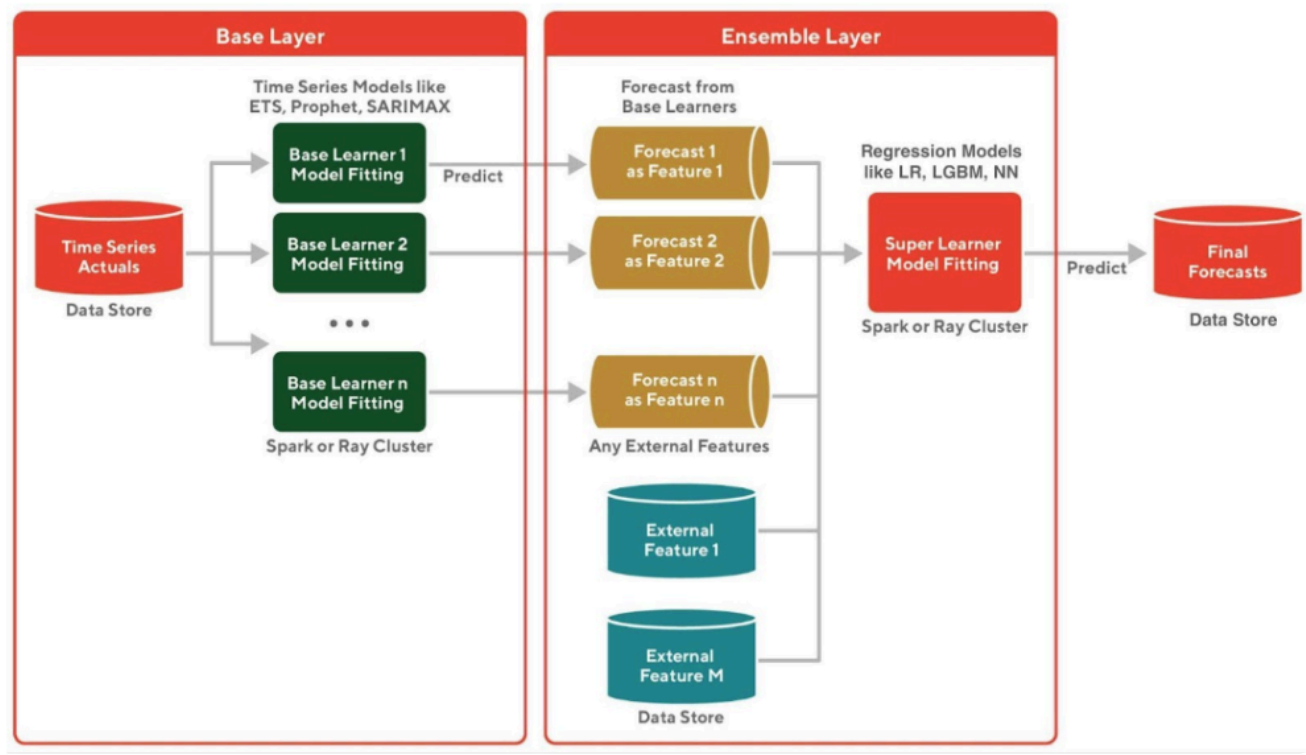 Base Layer
Ensemble Layer
Time Series Models like
ETS, Prophet, SARIMAX
Forecast from
Base Learners
Base Learner 1
Model Fitting
Predict
Forecast 1
as Feature 1
Regression Models
like LR, LGBM, NN
Time Series
Actuals
Data Store
Base Learner 2
Model Fitting
Forecast 2
as Feature 2
Super Learner
Model Fitting
Spark or Ray Cluster
Predict
Final
Forecasts
Data Store
Base Learner n
Model Fitting
Spark or Ray Cluster
Forecast n
as Feature n
Any External Features
External
Feature 1
External
Feature M
Data Store